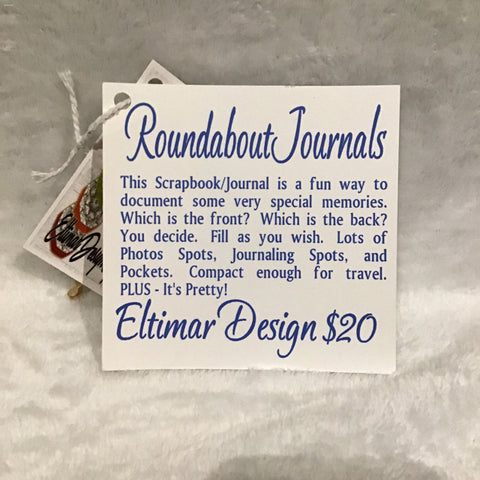 Roundabout Journals
This Scrapbook/Journal is a fun way to
document some very special memories.
Which is the front? Which is the back?
You decide. Fill as you wish. Lots of
Photos Spots, Journaling Spots, and
Pockets. Compact enough for travel.
PLUS - It's Pretty!
Eltimar Design $20